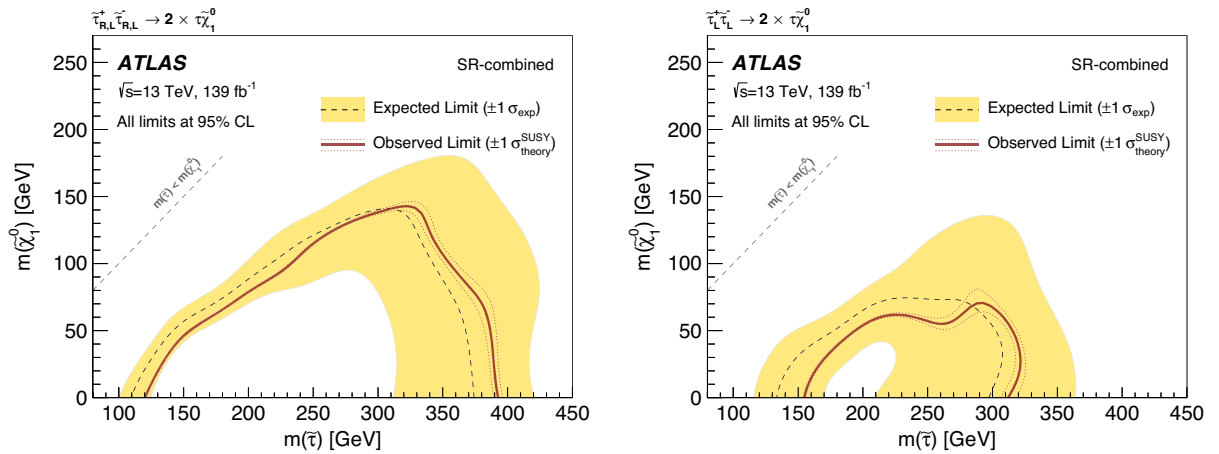 τ̃⁺R,L τ̃⁻R,L → 2 × τχ̃⁰₁
ATLAS
SR-combined
√s=13 TeV, 139 fb⁻¹
All limits at 95% CL
Expected Limit (±1 σexp)
Observed Limit (±1 σSUSYtheory)
m(τ̃) < m(χ̃⁰₁)
m(χ̃⁰₁) [GeV]
250
200
150
100
50
0
100 150 200 250 300 350 400 450
m(τ̃) [GeV]
τ̃⁺L τ̃⁻L → 2 × τχ̃⁰₁
ATLAS
SR-combined
√s=13 TeV, 139 fb⁻¹
All limits at 95% CL
Expected Limit (±1 σexp)
Observed Limit (±1 σSUSYtheory)
m(τ̃) < m(χ̃⁰₁)
m(χ̃⁰₁) [GeV]
250
200
150
100
50
0
100 150 200 250 300 350 400 450
m(τ̃) [GeV]